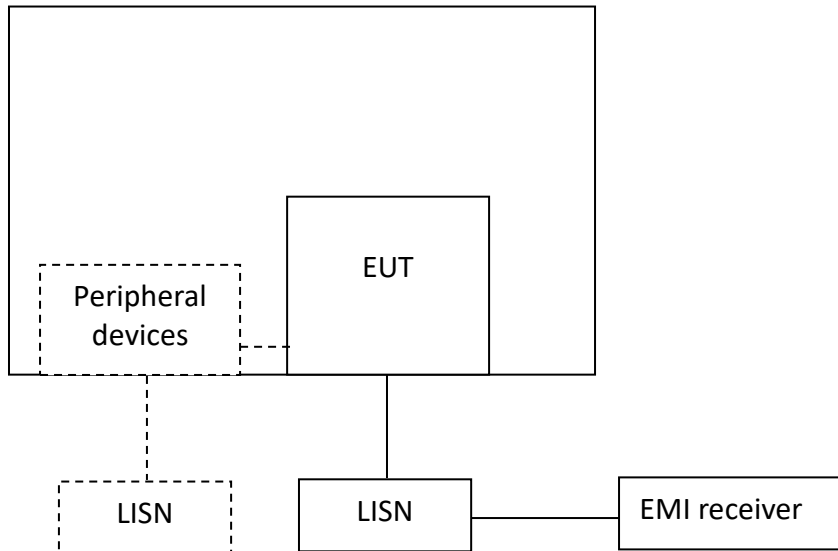 EUT
Peripheral
devices
LISN
LISN
EMI receiver